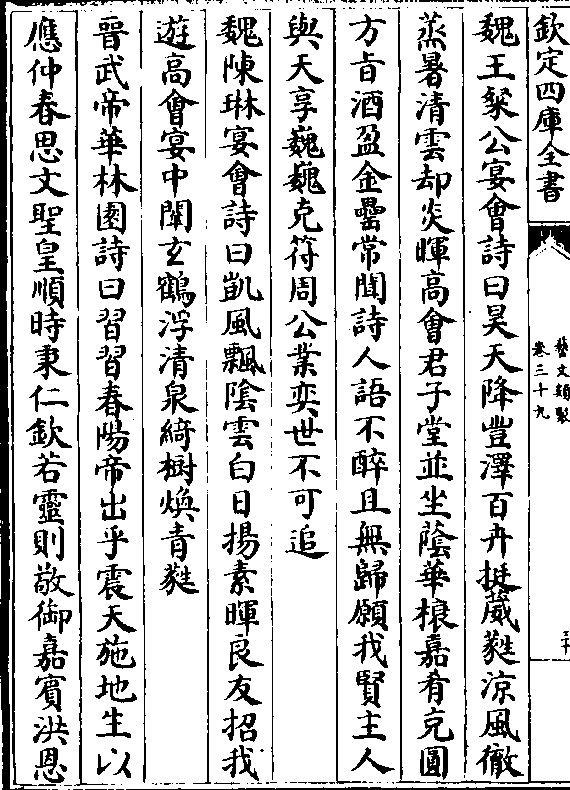 欽定四庫全書
藝文類聚
卷三十九
三十
魏王粲公宴會詩曰昊天降豐澤百卉挺葳蕤涼風徹
蒸暑清雲却炎暉高會君子堂並坐蔭華榱嘉肴充圓
方旨酒盈金罍常聞詩人語不醉且無歸願我賢主人
與天享巍巍克符周公業奕世不可追
魏陳琳宴會詩曰凱風飄陰雲白日揚素暉良友招我
遊高會宴中闈玄鶴浮清泉綺樹煥青蕤
晉武帝華林園詩曰習習春陽帝出乎震天施地生以
應仲春思文聖皇順時秉仁欽若靈則敬御嘉賓洪恩